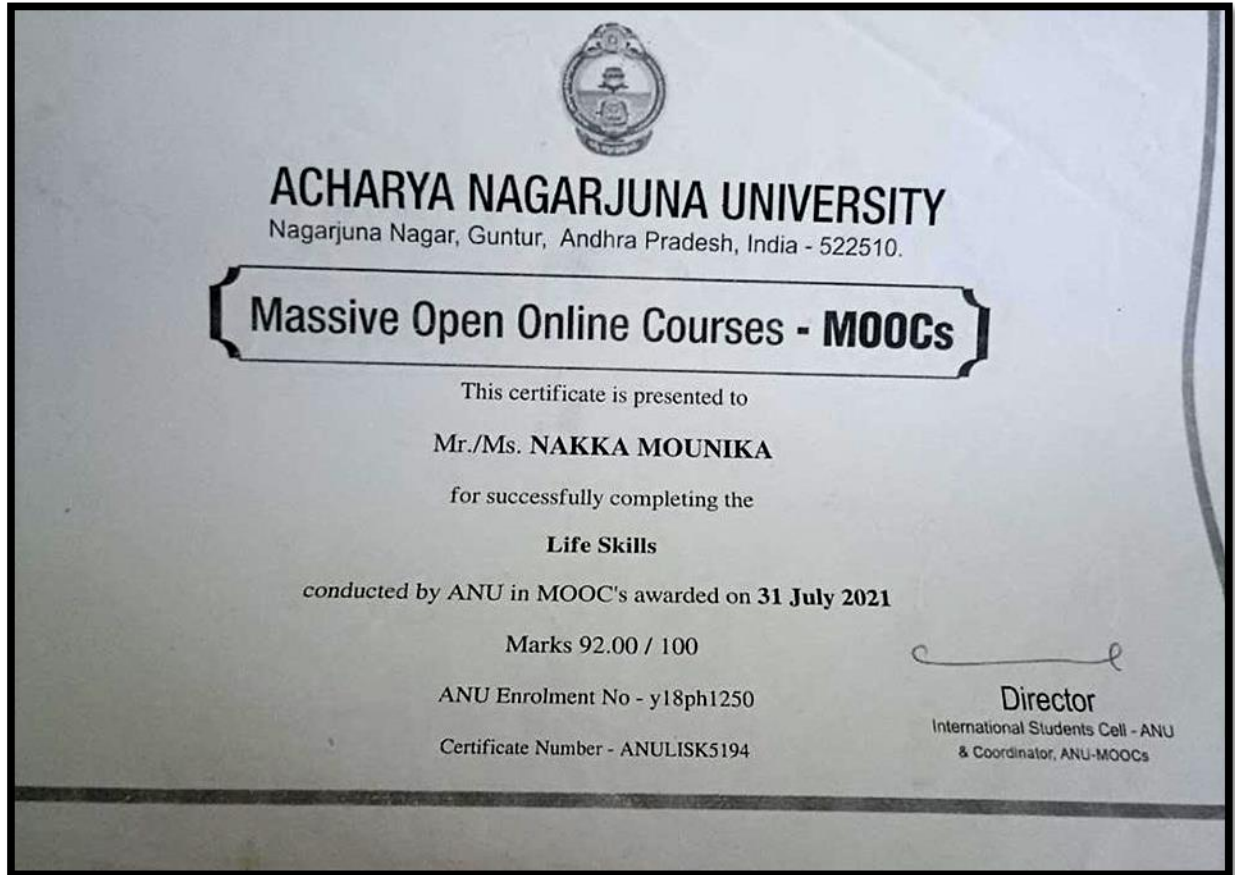 ACHARYA NAGARJUNA UNIVERSITY
Nagarjuna Nagar, Guntur, Andhra Pradesh, India - 522510.
Massive Open Online Courses - MOOCs
This certificate is presented to
Mr./Ms. NAKKA MOUNIKA
for successfully completing the
Life Skills
conducted by ANU in MOOC's awarded on 31 July 2021
Marks 92.00 / 100
ANU Enrolment No - y18ph1250
Certificate Number - ANULISK5194
Director
International Students Cell - ANU
& Coordinator, ANU-MOOCs